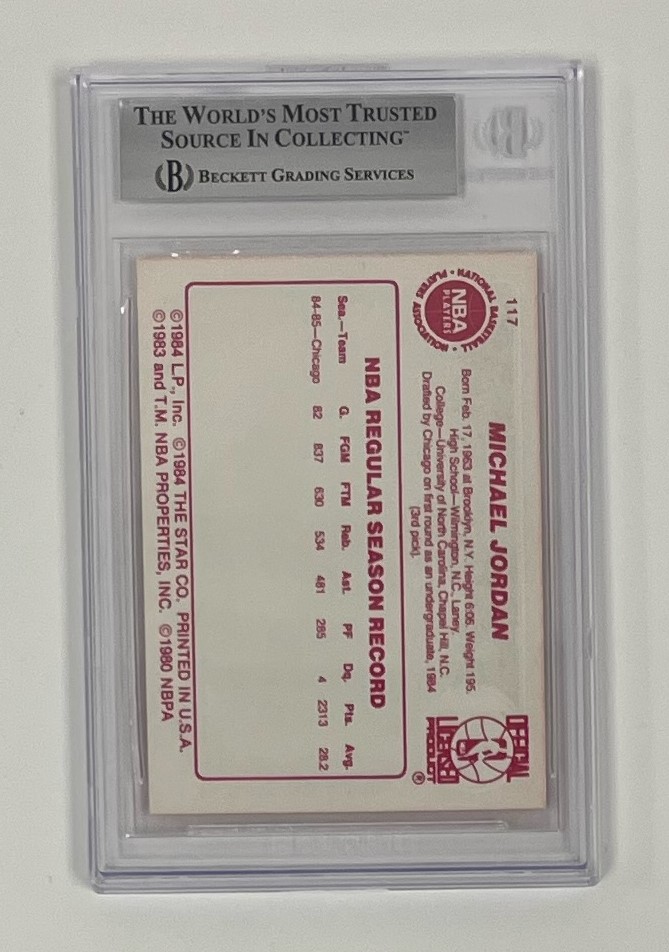 THE WORLD'S MOST TRUSTED
SOURCE IN COLLECTING™
B BECKETT GRADING SERVICES
117
NATIONAL BASKETBALL PLAYERS ASSOCIATION
NBA
PLAYERS
MICHAEL JORDAN
Born Feb. 17, 1963 at Brooklyn, N.Y. Height 6:06. Weight 195.
High School—Wilmington, N.C., Laney.
College—University of North Carolina, Chapel Hill, N.C.
Drafted by Chicago on first round as an undergraduate, 1984
(3rd pick).
OFFICIAL
LICENSED
PRODUCT
®
NBA REGULAR SEASON RECORD
Sea.—Team G. FGM FTM Reb. Ast. PF Dq. Pts. Avg.
84-85—Chicago 82 837 630 534 481 285 4 2313 28.2
©1984 L.P., Inc. ©1984 THE STAR CO. PRINTED IN U.S.A.
©1983 and T.M. NBA PROPERTIES, INC. ©1980 NBPA